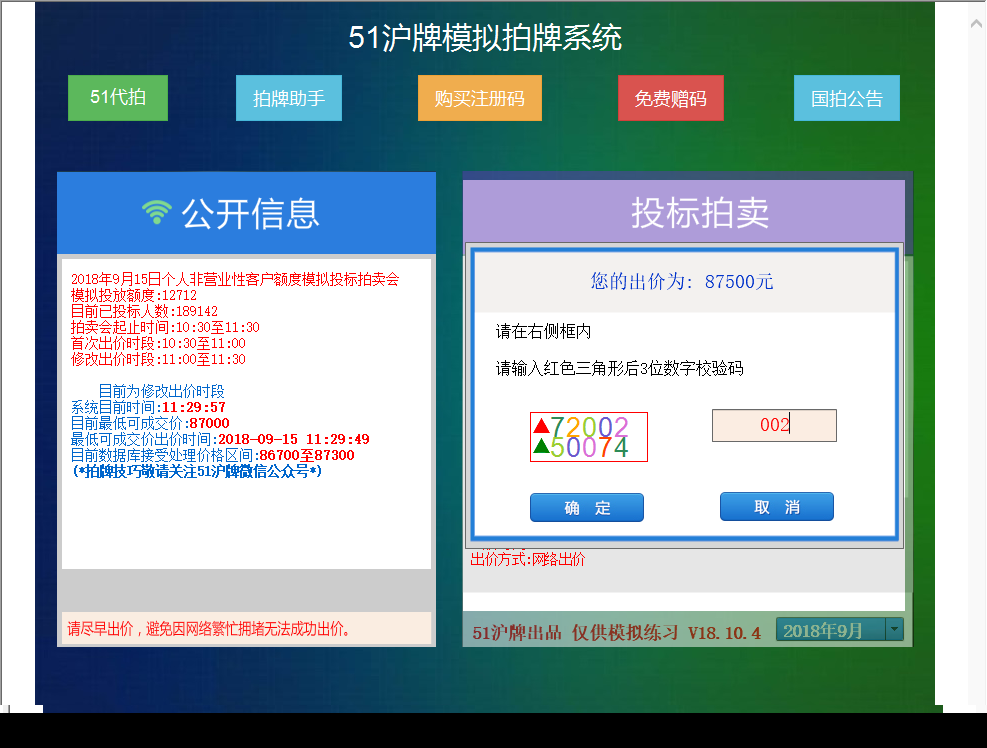 51沪牌模拟拍牌系统
51代拍
拍牌助手
购买注册码
免费赠码
国拍公告
公开信息
2018年9月15日个人非营业性客户额度模拟投标拍卖会
模拟投放额度:12712
目前已投标人数:189142
拍卖会起止时间:10:30至11:30
首次出价时段:10:30至11:00
修改出价时段:11:00至11:30
目前为修改出价时段
系统目前时间:11:29:57
目前最低可成交价:87000
最低可成交价出价时间:2018-09-15 11:29:49
目前数据库接受处理价格区间:86700至87300
(*拍牌技巧敬请关注51沪牌微信公众号*)
请尽早出价，避免因网络繁忙拥堵无法成功出价。
投标拍卖
您的出价为: 87500元
请在右侧框内
请输入红色三角形后3位数字校验码
▲72002
▲50074
002
确 定
取 消
出价方式:网络出价
51沪牌出品 仅供模拟练习 V18.10.4
2018年9月